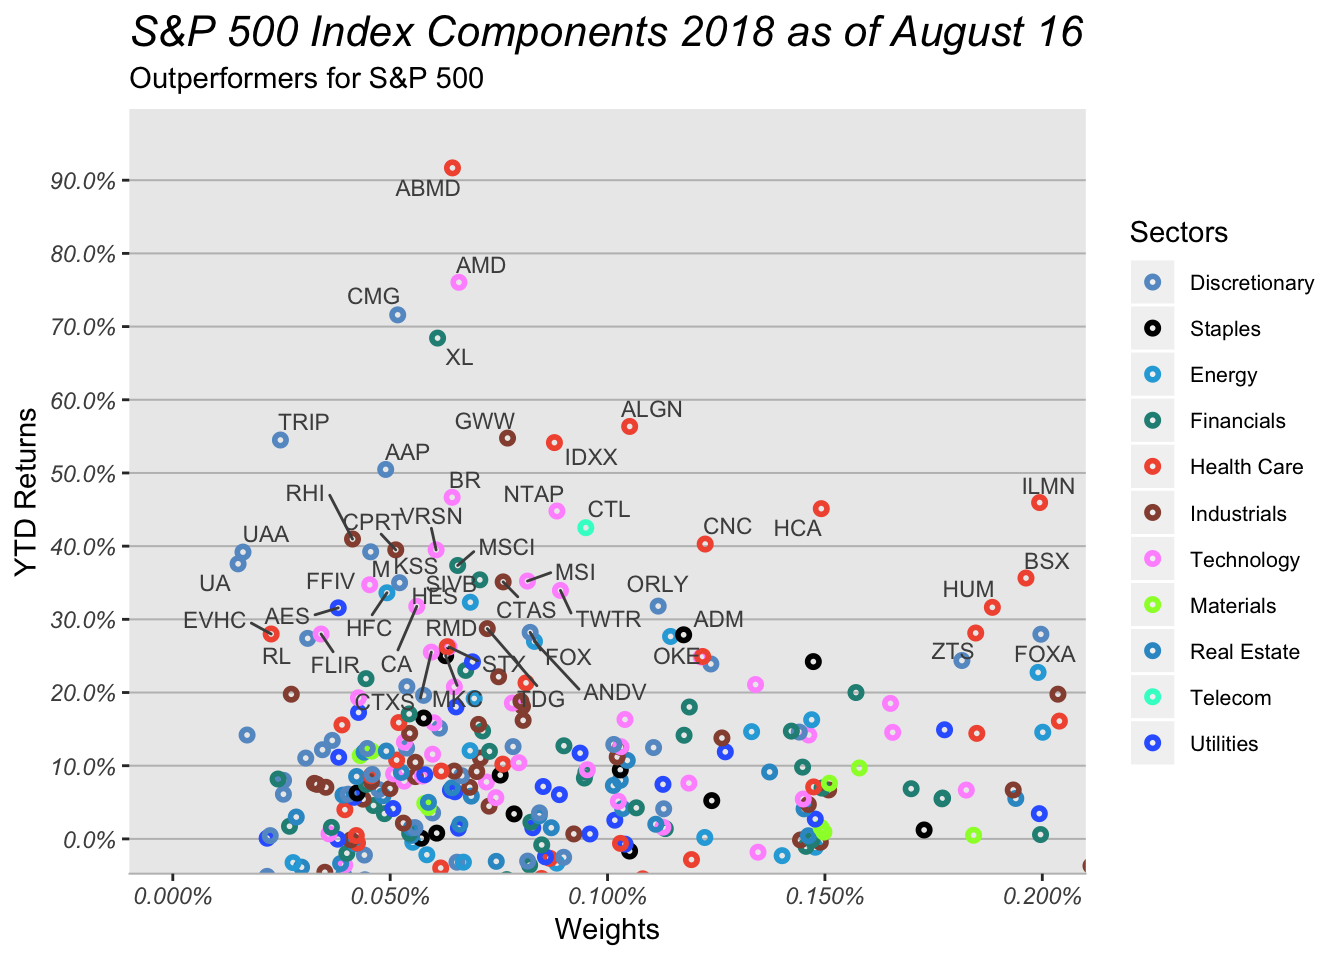 S&P 500 Index Components 2018 as of August 16
Outperformers for S&P 500
YTD Returns
90.0%
80.0%
70.0%
60.0%
50.0%
40.0%
30.0%
20.0%
10.0%
0.0%
ABMD
AMD
CMG
XL
TRIP
GWW
ALGN
AAP
IDXX
BR
RHI
NTAP
CTL
ILMN
CPRT
VRSN
CNC
HCA
UAA
MSCI
M
KSS
BSX
UA
FFIV
SIVB
MSI
ORLY
HUM
HES
CTAS
TWTR
EVHC
AES
HFC
RMD
ADM
RL
FLIR
CA
STX
FOX
OKE
ZTS
FOXA
CTXS
MKC
TDG
ANDV
0.000%
0.050%
0.100%
0.150%
0.200%
Weights
Sectors
Discretionary
Staples
Energy
Financials
Health Care
Industrials
Technology
Materials
Real Estate
Telecom
Utilities